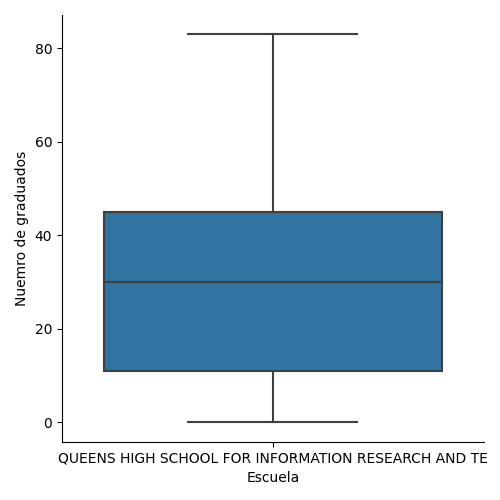 80
60
40
20
0
Nuemro de graduados
QUEENS HIGH SCHOOL FOR INFORMATION RESEARCH AND TE
Escuela